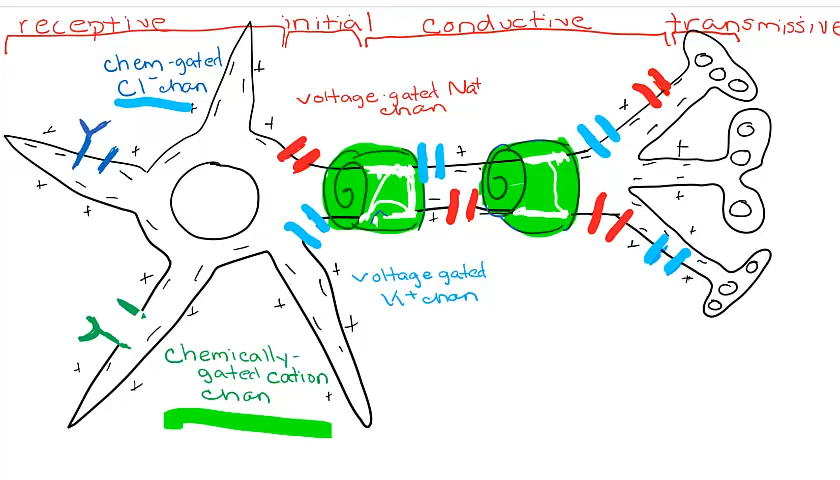 receptive initial conductive transmissive
chem-gated
Cl⁻ chan
voltage-gated Na+
chan
voltage gated
K+ chan
chemically-
gated cation
chan